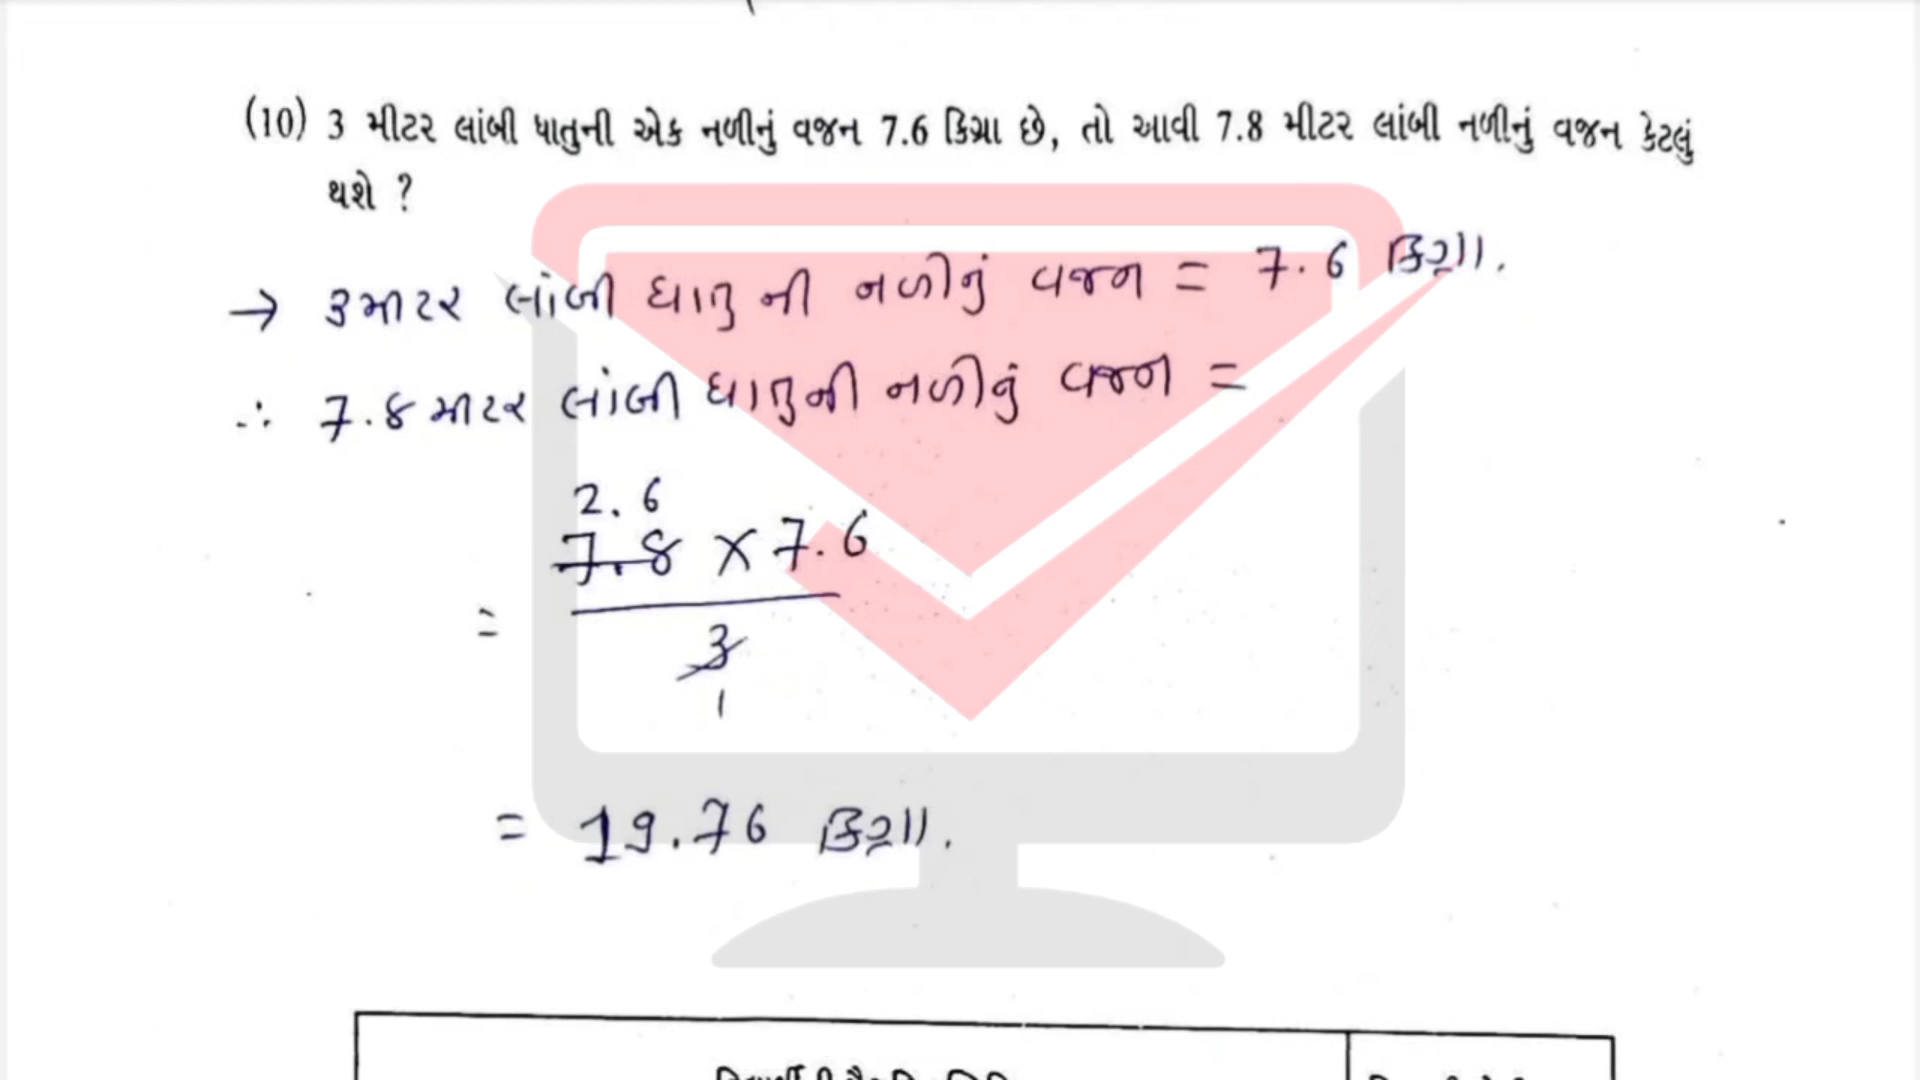 (10) 3 મીટર લાંબી ધાતુની એક નળીનું વજન 7.6 કિગ્રા છે, તો આવી 7.8 મીટર લાંબી નળીનું વજન કેટલું
થશે ?
→ 3 મીટર લાંબી ધાતુ ની નળીનું વજન = 7.6 કિગ્રા.
∴ 7.8 મીટર લાંબી ધાતુની નળીનું વજન =
2.6
7.8 × 7.6
=
3
1
= 19.76 કિગ્રા.